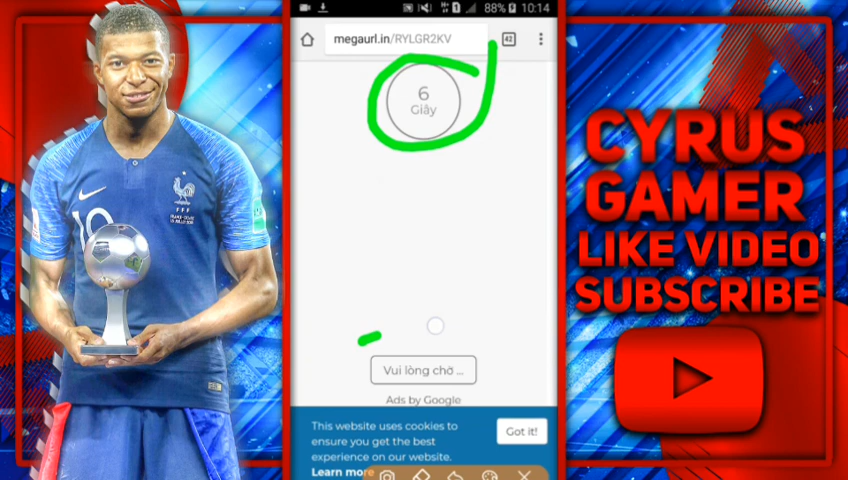 88% 10:14
megaurl.in/RYLGR2KV
42
6
Giây
Vui lòng chờ ...
Ads by Google
This website uses cookies to
ensure you get the best
experience on our website.
Learn more
Got it!
CYRUS
GAMER
LIKE VIDEO
SUBSCRIBE
10
FFF